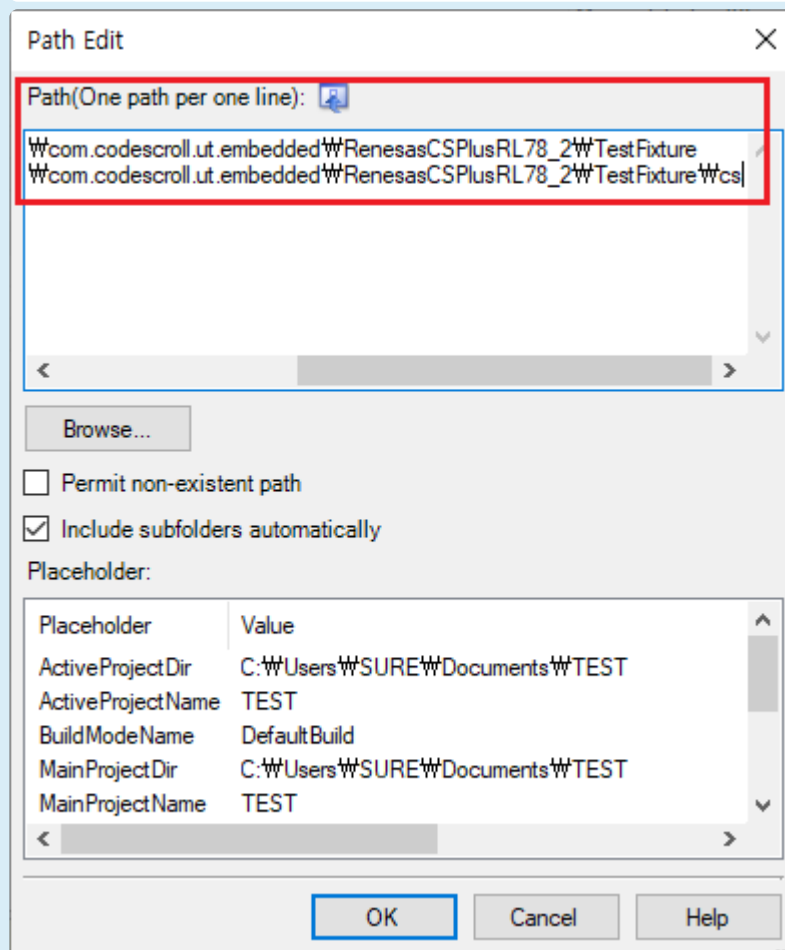 Path Edit
Path(One path per one line):
₩com.codescroll.ut.embedded₩RenesasCSPlusRL78_2₩TestFixture
₩com.codescroll.ut.embedded₩RenesasCSPlusRL78_2₩TestFixture₩cs
Browse...
Permit non-existent path
Include subfolders automatically
Placeholder:
Placeholder Value
ActiveProjectDir C:₩Users₩SURE₩Documents₩TEST
ActiveProjectName TEST
BuildModeName DefaultBuild
MainProjectDir C:₩Users₩SURE₩Documents₩TEST
MainProjectName TEST
OK Cancel Help